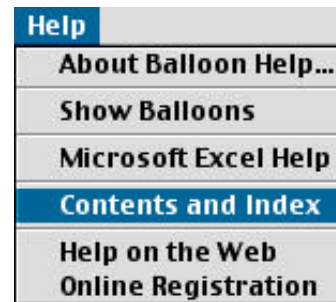 Help
About Balloon Help...
Show Balloons
Microsoft Excel Help
Contents and Index
Help on the Web
Online Registration